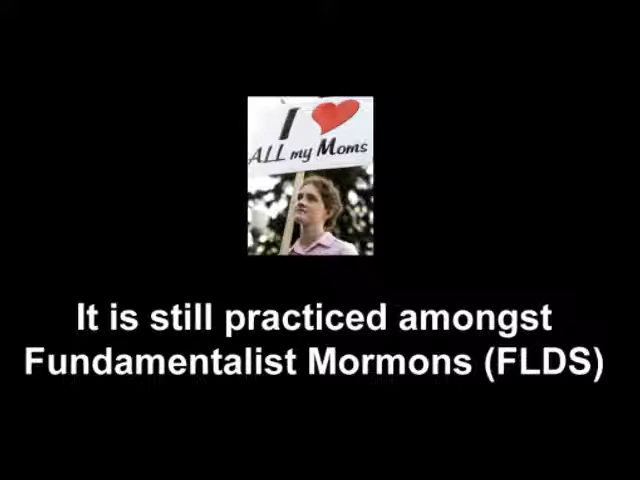 I ❤
ALL my Moms
It is still practiced amongst
Fundamentalist Mormons (FLDS)